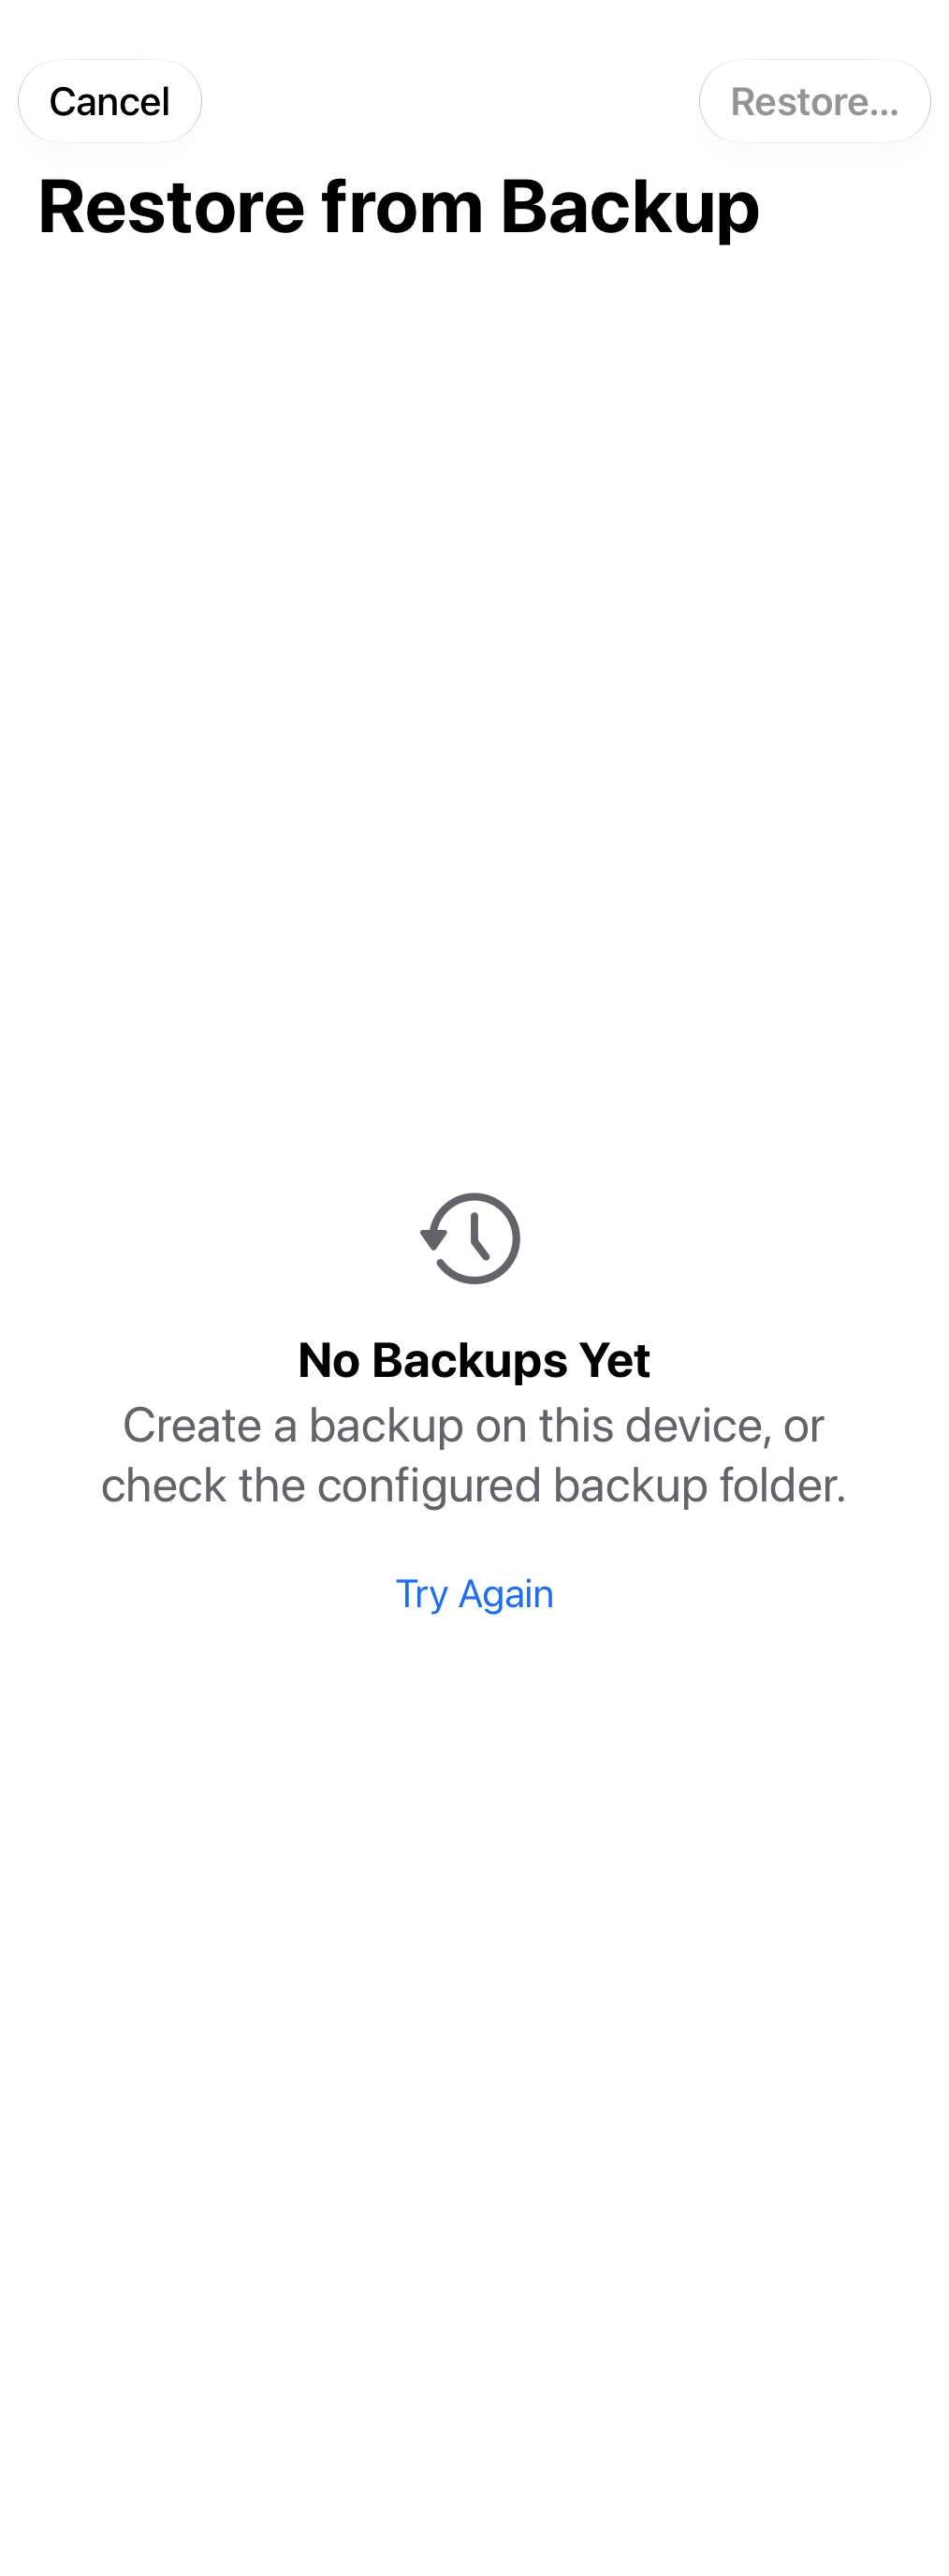 Cancel
Restore...
Restore from Backup
No Backups Yet
Create a backup on this device, or
check the configured backup folder.
Try Again